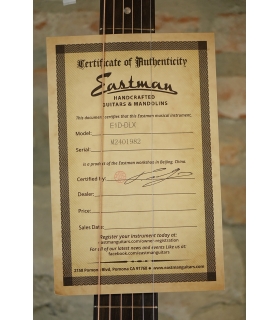 Certificate of Authenticity
Eastman
HANDCRAFTED
GUITARS & MANDOLINS
This document certifies that this Eastman musical instrument,
Model: E1D-DLX
Serial: M2401982
is a product of the Eastman workshop in Beijing, China.
Certified by:
Dealer:
Price:
Sales Date:
Register your instrument today at:
eastmanguitars.com/owner-registration
For all of our latest news and events Like us at:
facebook.com/eastmanguitars
2158 Pomona Blvd, Pomona CA 91768 • www.eastmanguitars.com